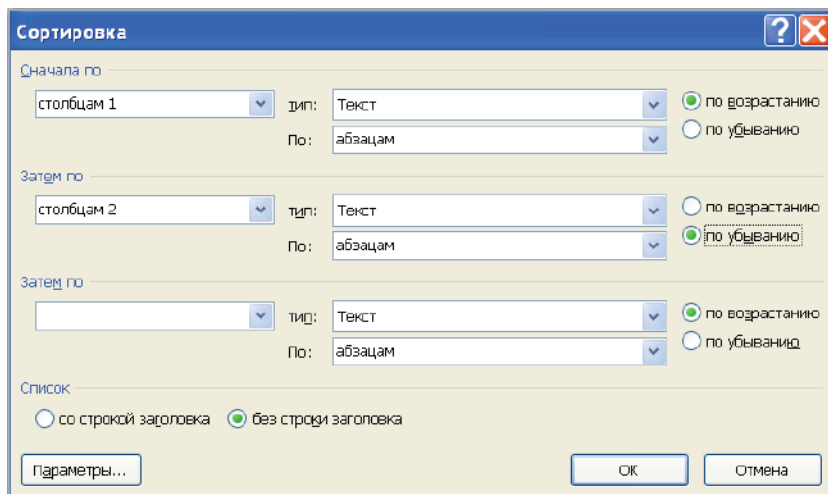 Сортировка
Сначала по
столбцам 1 тип: Текст по возрастанию
По: абзацам по убыванию
Затем по
столбцам 2 тип: Текст по возрастанию
По: абзацам по убыванию
Затем по
тип: Текст по возрастанию
По: абзацам по убыванию
Список
со строкой заголовка без строки заголовка
Параметры... ОК Отмена